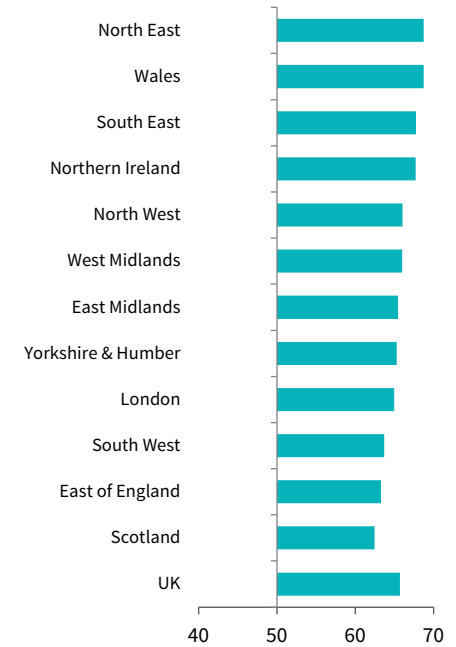 North East
Wales
South East
Northern Ireland
North West
West Midlands
East Midlands
Yorkshire & Humber
London
South West
East of England
Scotland
UK
40 50 60 70